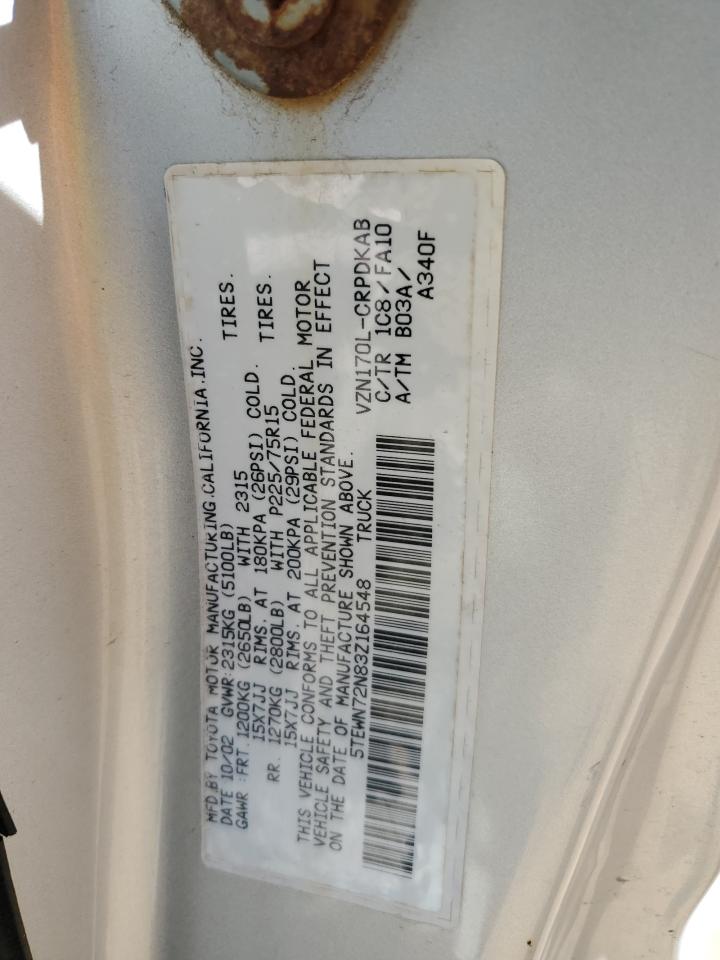 MFD.BY TOYOTA MOTOR MANUFACTURING.CALIFORNIA.INC.
DATE 10/02 GVWR:2315KG (5100LB)
GAWR :FRT.1200KG (2650LB) WITH 2315 TIRES.
15X7JJ RIMS. AT 180KPA (26PSI) COLD.
RR. 1270KG (2800LB) WITH P225/75R15 TIRES.
15X7JJ RIMS. AT 200KPA (29PSI) COLD.
THIS VEHICLE CONFORMS TO ALL APPLICABLE FEDERAL MOTOR
VEHICLE SAFETY AND THEFT PREVENTION STANDARDS IN EFFECT
ON THE DATE OF MANUFACTURE SHOWN ABOVE.
5TEWN72N83Z164548 TRUCK
VZN170L-CRPDKAB
C/TR 1C8/FA10
A/TM B03A/
A340F